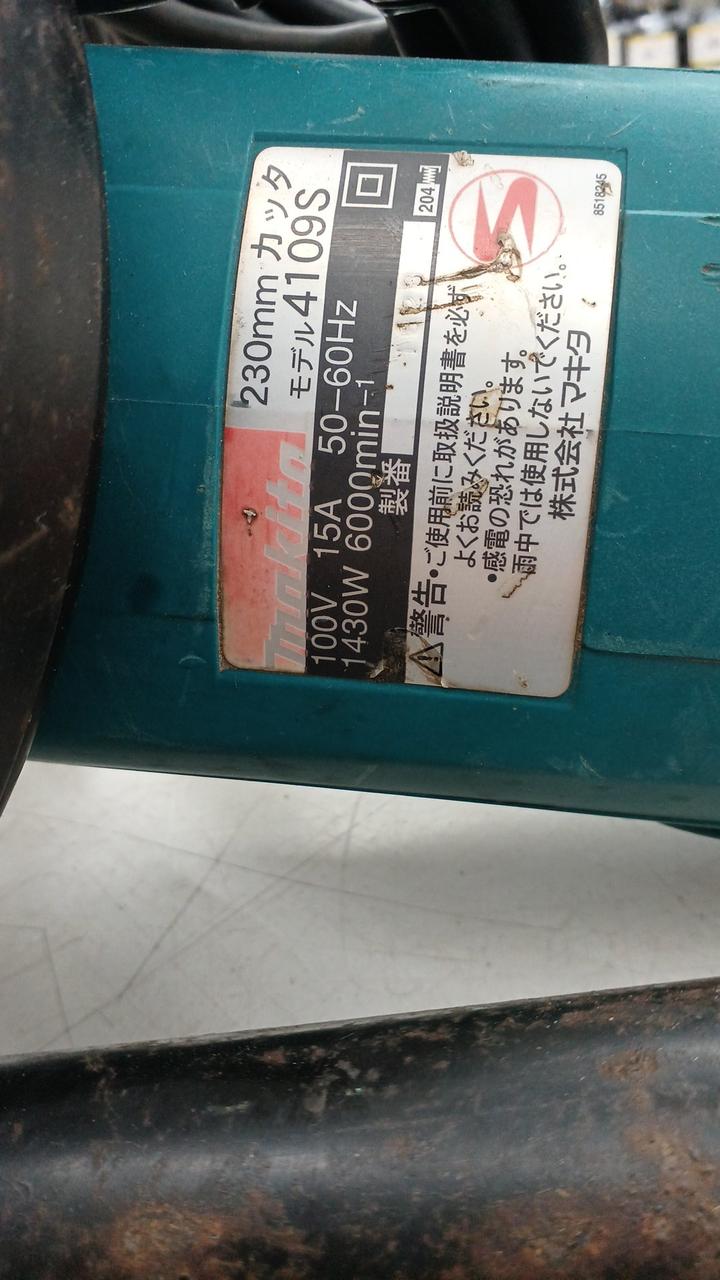 makita
230mm カッタ
モデル 4109S
100V 15A 50-60Hz
1430W 6000min-1
製番
204
警告
・ご使用前に取扱説明書を必ず
よくお読みください。
・感電の恐れがあります。
雨中では使用しないでください。
株式会社 マキタ